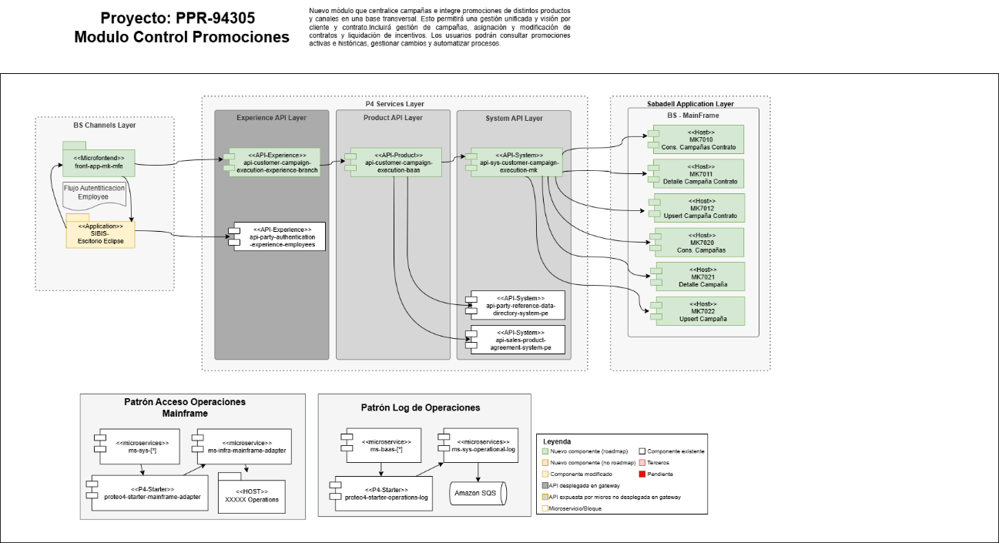 Proyecto: PPR-94305
Modulo Control Promociones
Nuevo módulo que centralice campañas e integre promociones de distintos productos
y canales en una base transversal. Esto permitirá una gestión unificada y visión por
cliente y contrato.Incluirá gestión de campañas, asignación y modificación de
contratos y liquidación de incentivos. Los usuarios podrán consultar promociones
activas e históricas, gestionar cambios y automatizar procesos.
BS Channels Layer
<<Microfontend>>
front-app-mk-mfe
Flujo Autentiticacion
Employee
<<Application>>
SIBIS-
Escitorio Eclipse
P4 Services Layer
Experience API Layer
<<API-Experience>>
api-customer-campaign-
execution-experience-branch
<<API-Experience>>
api-party-authentication
-experience-employees
Product API Layer
<<API-Product>>
api-customer-campaign-
execution-baas
System API Layer
<<API-System>>
api-sys-customer-campaign-
execution-mk
<<API-System>>
api-party-reference-data-
directory-system-pe
<<API-System>>
api-sales-product-
agreement-system-pe
Sabadell Application Layer
BS - MainFrame
<<Host>>
MK7010
Cons. Campañas Contrato
<<Host>>
MK7011
Detalle Campaña Contrato
<<Host>>
MK7012
Upsert Campaña Contrato
<<Host>>
MK7020
Cons. Campañas
<<Host>>
MK7021
Detalle Campaña
<<Host>>
MK7022
Upsert Campaña
Patrón Acceso Operaciones
Mainframe
<<microservices>>
ms-sys-[*]
<<microservice>>
ms-infra-mainframe-adapter
<<P4-Starter>>
proteo4-starter-mainframe-adapter
<<HOST>>
XXXXX Operations
Patrón Log de Operaciones
<<microservice>>
ms-baas-[*]
<<microservices>>
ms-sys-operational-log
<<P4-Starter>>
proteo4-starter-operations-log
Amazon SQS
Leyenda
Nuevo componente (roadmap)
Componente existente
Nuevo componente (no roadmap)
Terceros
Componente modificado
Pendiente
API desplegada en gateway
API expuesta por micros no desplegada en gateway
Microservicio/Bloque